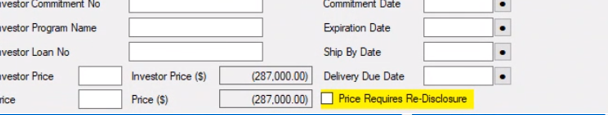 nvestor Commitment No Commitment Date
nvestor Program Name Expiration Date
nvestor Loan No Ship By Date
nvestor Price Investor Price ($) (287,000.00) Delivery Due Date
rice Price ($) (287,000.00) Price Requires Re-Disclosure